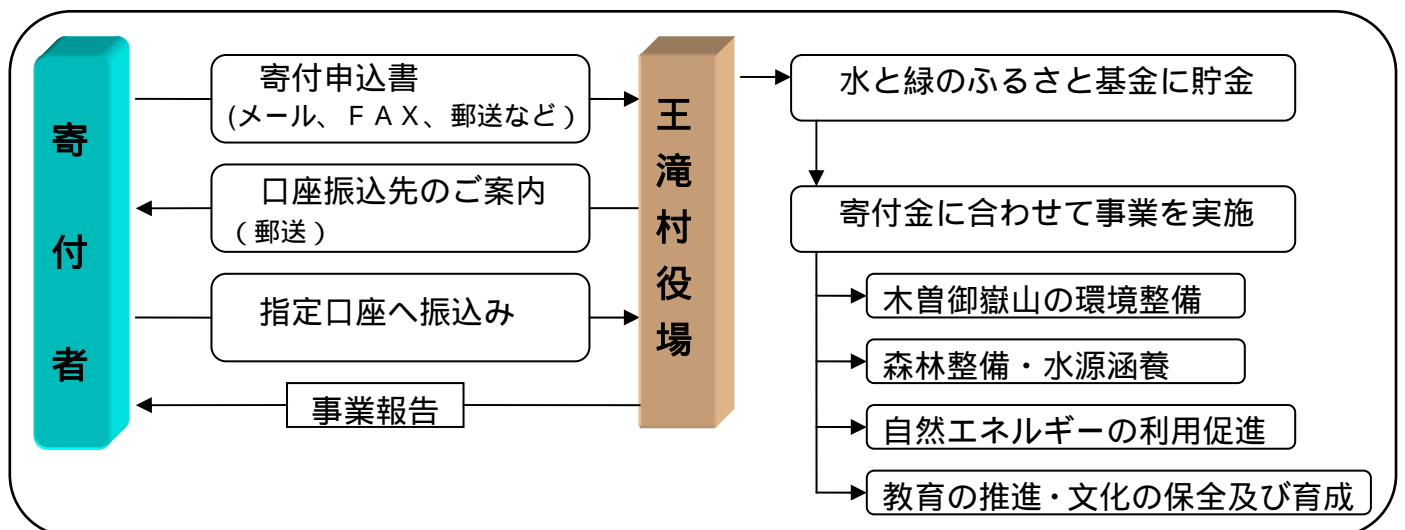 寄付者
寄付申込書
(メール、ＦＡＸ、郵送など）
口座振込先のご案内
（郵送）
指定口座へ振込み
事業報告
王滝村役場
水と緑のふるさと基金に貯金
寄付金に合わせて事業を実施
木曽御嶽山の環境整備
森林整備・水源涵養
自然エネルギーの利用促進
教育の推進・文化の保全及び育成